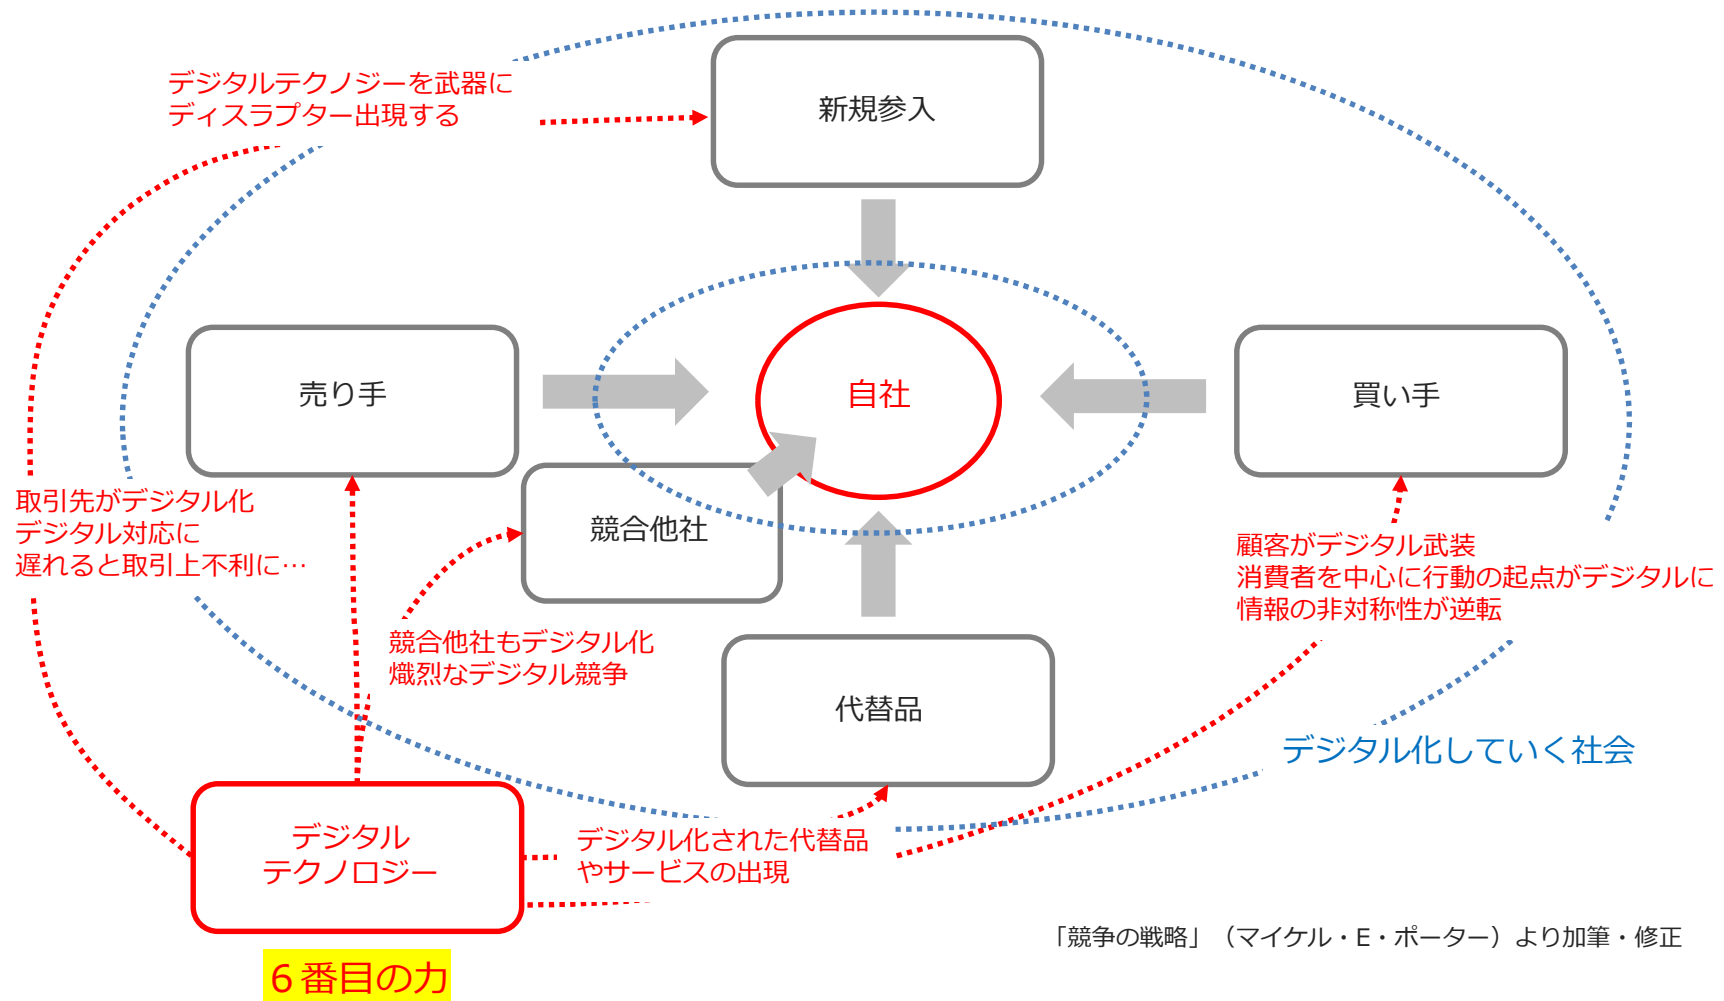 デジタルテクノジーを武器に
ディスラプター出現する
新規参入
売り手
自社
買い手
取引先がデジタル化
デジタル対応に
遅れると取引上不利に…
競合他社
顧客がデジタル武装
消費者を中心に行動の起点がデジタルに
情報の非対称性が逆転
競合他社もデジタル化
熾烈なデジタル競争
代替品
デジタル化していく社会
デジタル
テクノロジー
デジタル化された代替品
やサービスの出現
「競争の戦略」（マイケル・E・ポーター）より加筆・修正
６番目の力